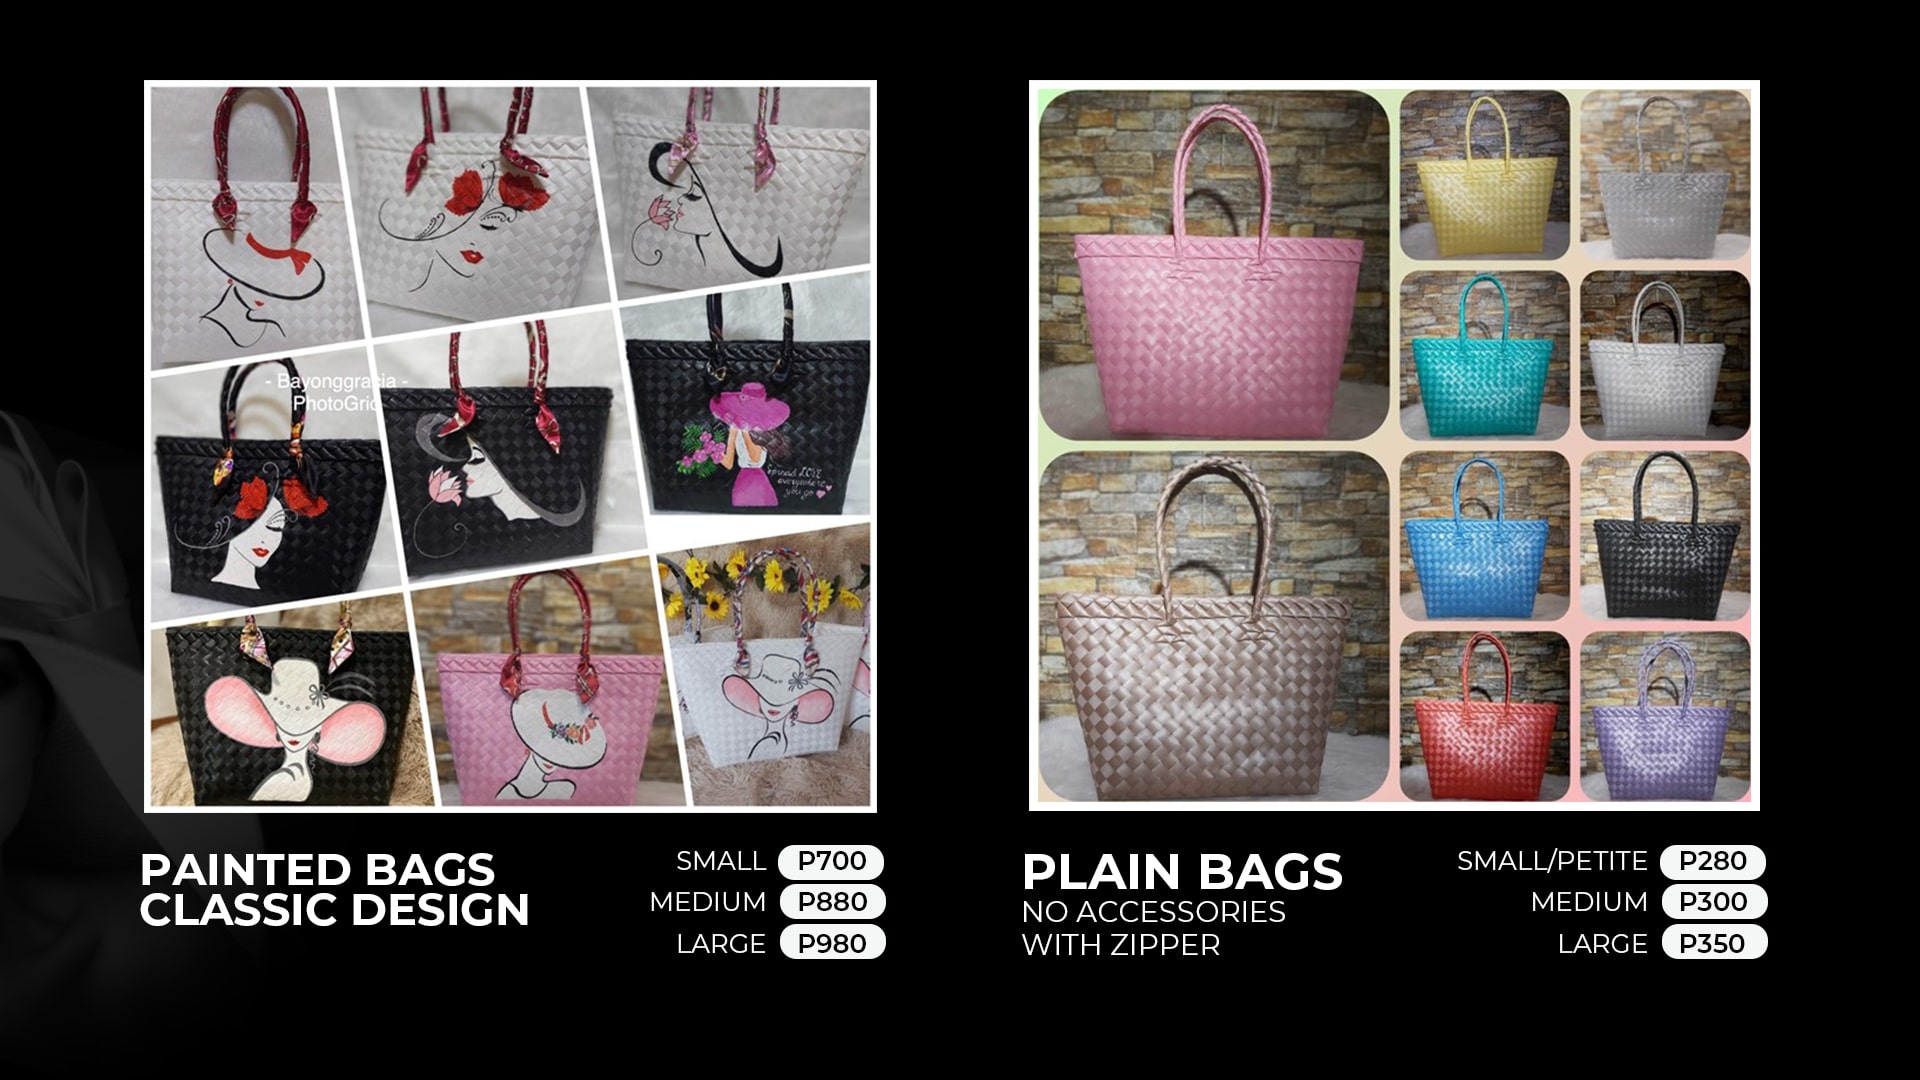 - Bayonggracia -
PhotoGrid
Spread LOVE
everywhere
you go
PAINTED BAGS
CLASSIC DESIGN
SMALL P700
MEDIUM P880
LARGE P980
PLAIN BAGS
NO ACCESSORIES
WITH ZIPPER
SMALL/PETITE P280
MEDIUM P300
LARGE P350